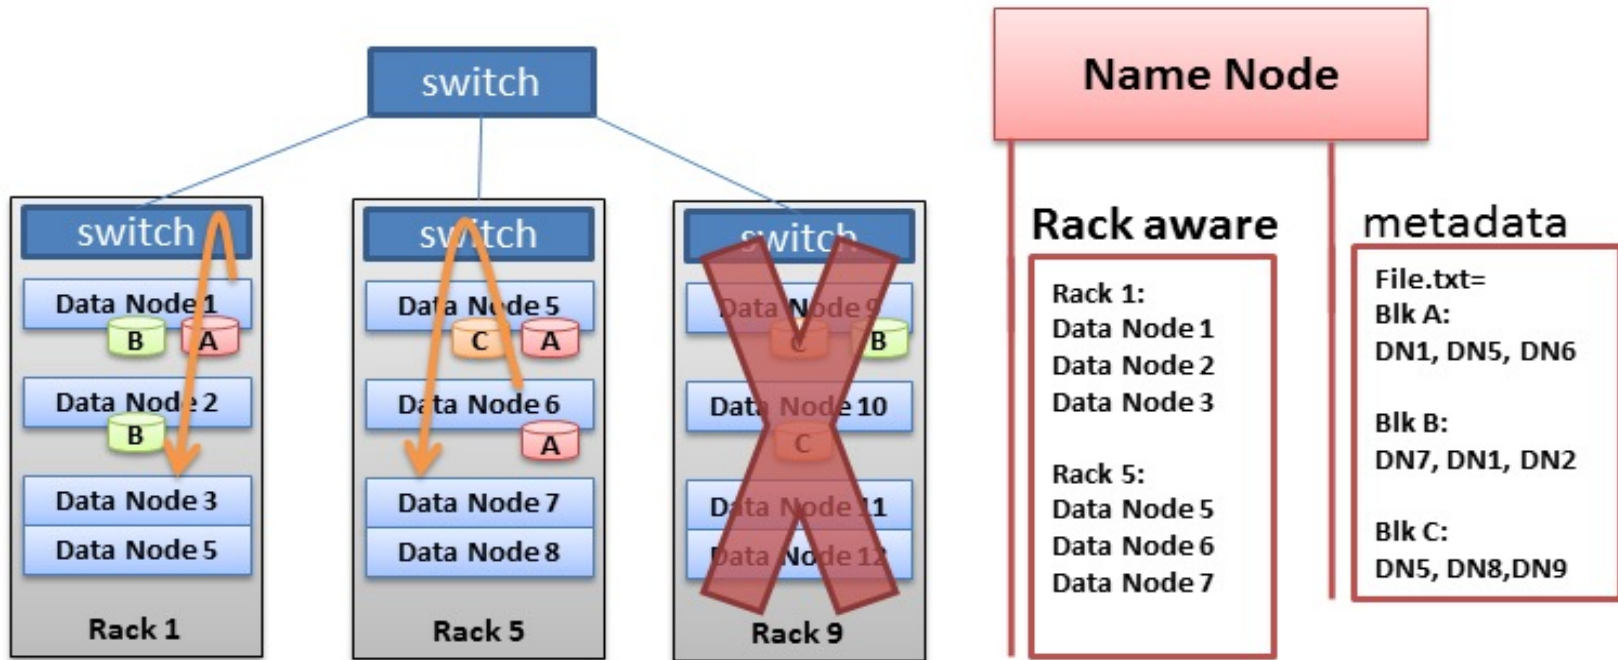 switch
switch
Data Node 1
B
A
Data Node 2
B
Data Node 3
Data Node 5
Rack 1
switch
Data Node 5
C
A
Data Node 6
A
Data Node 7
Data Node 8
Rack 5
switch
Data Node 9
C
B
Data Node 10
C
Data Node 11
Data Node 12
Rack 9
Name Node
Rack aware
Rack 1:
Data Node 1
Data Node 2
Data Node 3
Rack 5:
Data Node 5
Data Node 6
Data Node 7
metadata
File.txt=
Blk A:
DN1, DN5, DN6
Blk B:
DN7, DN1, DN2
Blk C:
DN5, DN8,DN9